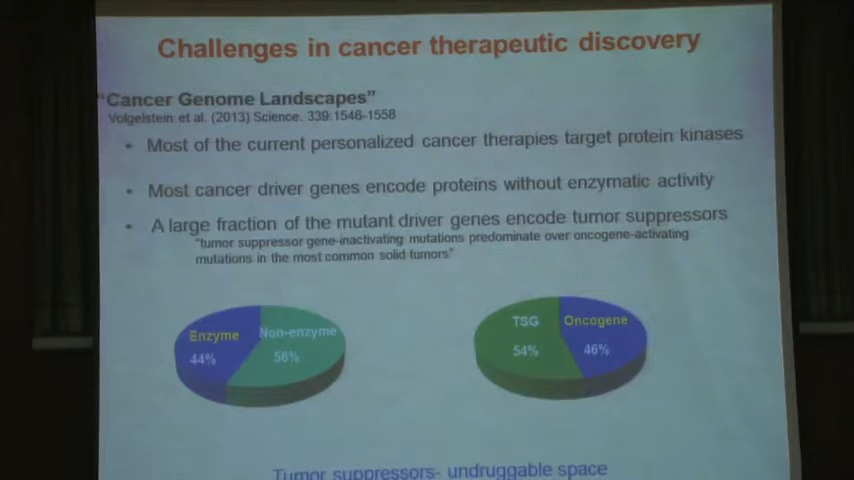 Challenges in cancer therapeutic discovery
"Cancer Genome Landscapes"
Volgelstein et al. (2013) Science. 339:1546-1558
• Most of the current personalized cancer therapies target protein kinases
• Most cancer driver genes encode proteins without enzymatic activity
• A large fraction of the mutant driver genes encode tumor suppressors
"tumor suppressor gene-inactivating mutations predominate over oncogene-activating
mutations in the most common solid tumors"
Enzyme
44%
Non-enzyme
56%
TSG
54%
Oncogene
46%
Tumor suppressors- undruggable space